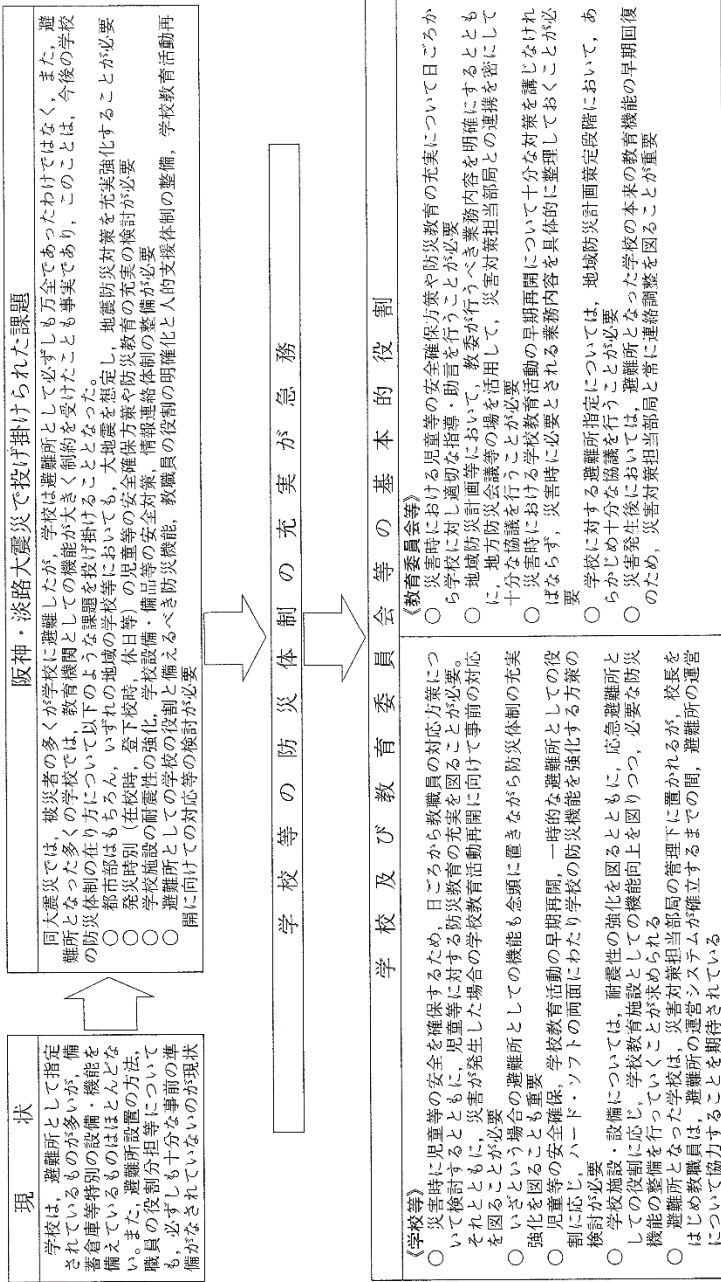 現状
学校は，避難所として指定
されているものが多いが，備
蓄倉庫等特別の設備・機能を
備えているものはほとんどな
い。また，避難所設置の方法，
職員の役割分担等について
も，必ずしも十分な事前の準
備がなされていないのが現状
阪神・淡路大震災で投げ掛けられた課題
同大震災では，被災者の多くが学校に避難したが，学校は避難所として必ずしも万全であったわけではなく，また，避
難所となった多くの学校では，教育機関としての機能が大きく制約を受けたことも事実であり，このことは，今後の学校
の防災体制の在り方について以下のような課題を投げ掛けることとなった。
○ 都市部はもちろん，いずれの地域の学校等においても，大地震を想定し，地震防災対策を充実強化することが必要
○ 発災時別（在校時，登下校時，休日等）の児童等の安全確保方策や防災教育の充実の検討が必要
○ 学校施設の耐震性の強化，学校設備・備品等の安全対策，情報連絡体制の整備が必要
○ 避難所としての学校の役割と備えるべき防災機能，教職員の役割の明確化と人的支援体制の整備，学校教育活動再
開に向けての対応等の検討が必要
学校等の防災体制の充実が急務
学校及び教育委員会等の基本的役割
《学校等》
○ 災害時に児童等の安全を確保するため，日ごろから教職員の対応方策につ
いて検討するとともに，児童等に対する防災教育の充実を図ることが必要。
それとともに，災害が発生した場合の学校教育活動再開に向けて事前の対応
を図ることが必要
○ いざという場合の避難所としての機能も念頭に置きながら防災体制の充実
強化を図ることも重要
○ 児童等の安全確保，学校教育活動の早期再開，一時的な避難所としての役
割に応じ，ハード・ソフトの両面にわたり学校の防災機能を強化する方策の
検討が必要
○ 学校施設・設備については，耐震性の強化を図るとともに，応急避難所と
しての役割に応じ，学校教育施設としての機能向上を図りつつ，必要な防災
機能の整備を行っていくことが求められる
○ 避難所となった学校は，災害対策担当部局の管理下に置かれるが，校長を
はじめ教職員は，避難所の運営システムが確立するまでの間，避難所の運営
について協力することを期待されている
《教育委員会等》
○ 災害時における児童等の安全確保方策や防災教育の充実について日ごろか
ら学校に対し適切な指導・助言を行うことが必要
○ 地域防災計画等において，教委が行うべき業務内容を明確にするととも
に，地方防災会議等の場を活用して，災害対策担当部局との連携を密にして
十分な協議を行うことが必要
○ 災害時における学校教育活動の早期再開について十分な対策を講じなけれ
ばならず，災害時に必要とされる業務内容を具体的に整理しておくことが必
要
○ 学校に対する避難所指定については，地域防災計画策定段階において，あ
らかじめ十分な協議を行うことが必要
○ 災害発生後においては，避難所となった学校の本来の教育機能の早期回復
のため，災害対策担当部局と常に連絡調整を図ることが重要